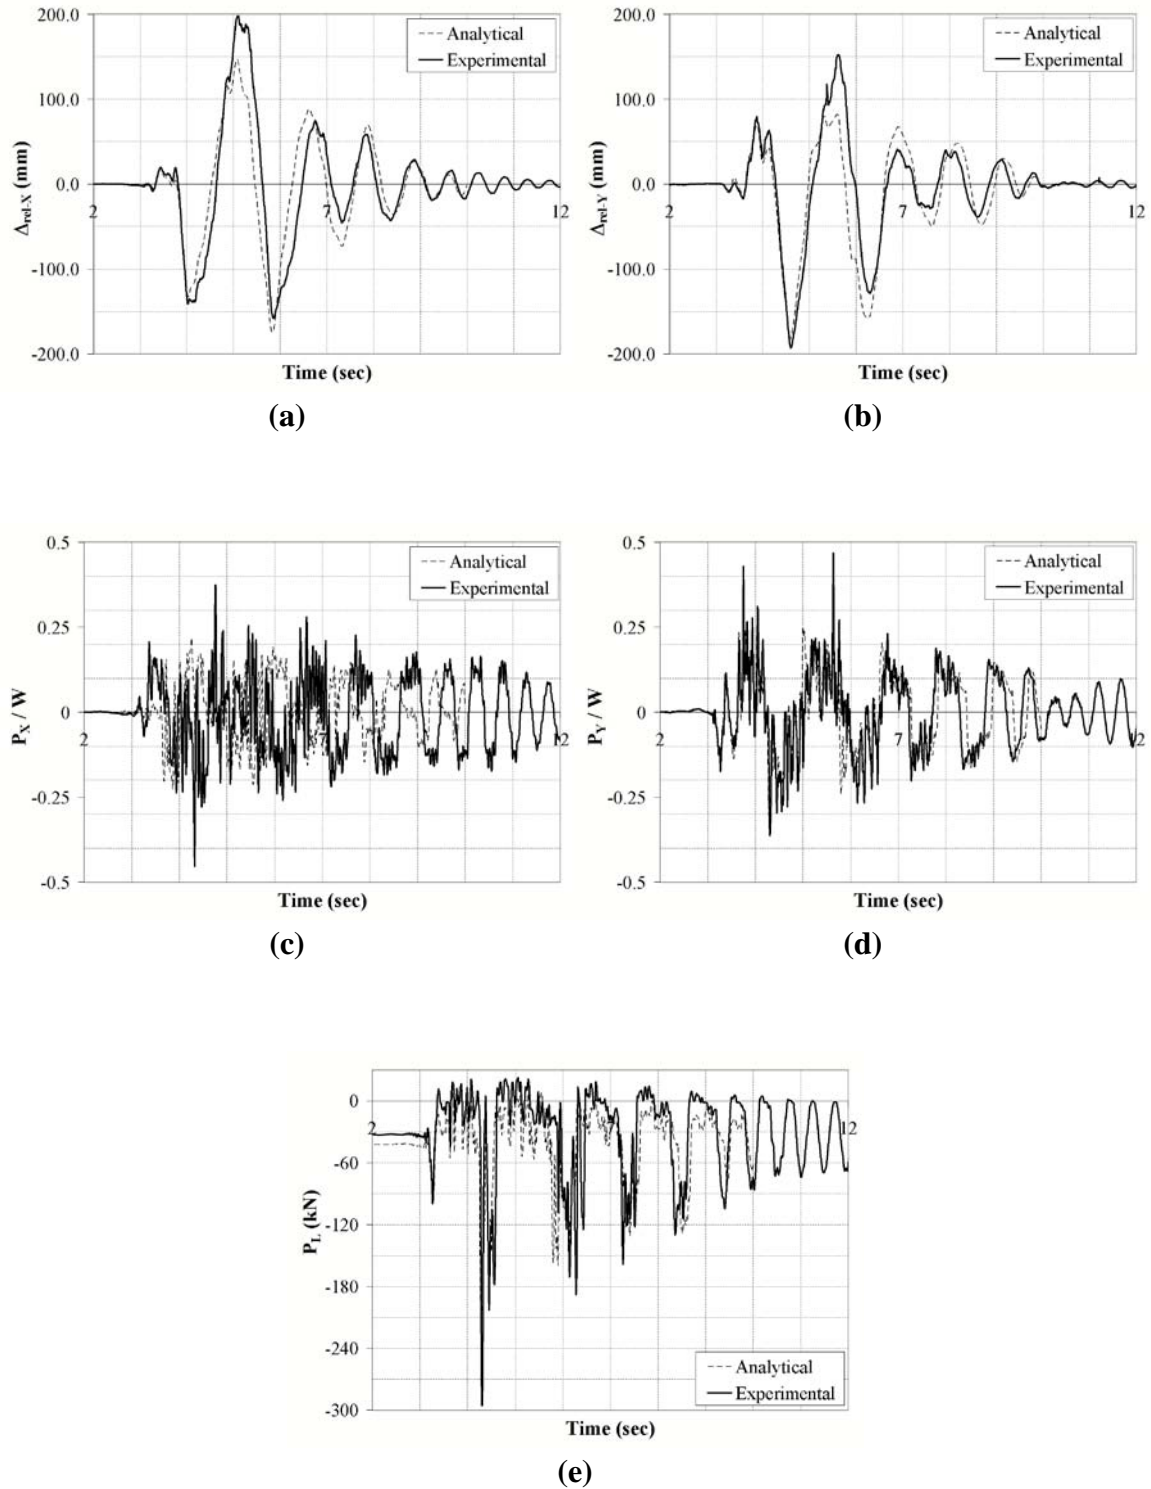 200.0
Analytical
Experimental
100.0
0.0
2
7
12
-100.0
-200.0
Δrel-X (mm)
Time (sec)
(a)
200.0
Analytical
Experimental
100.0
0.0
2
7
12
-100.0
-200.0
Δrel-Y (mm)
Time (sec)
(b)
0.5
Analytical
Experimental
0.25
0
2
12
-0.25
-0.5
PX / W
Time (sec)
(c)
0.5
Analytical
Experimental
0.25
0
2
7
12
-0.25
-0.5
PY / W
Time (sec)
(d)
0
2
7
12
-60
-120
-180
-240
-300
PL (kN)
Analytical
Experimental
Time (sec)
(e)